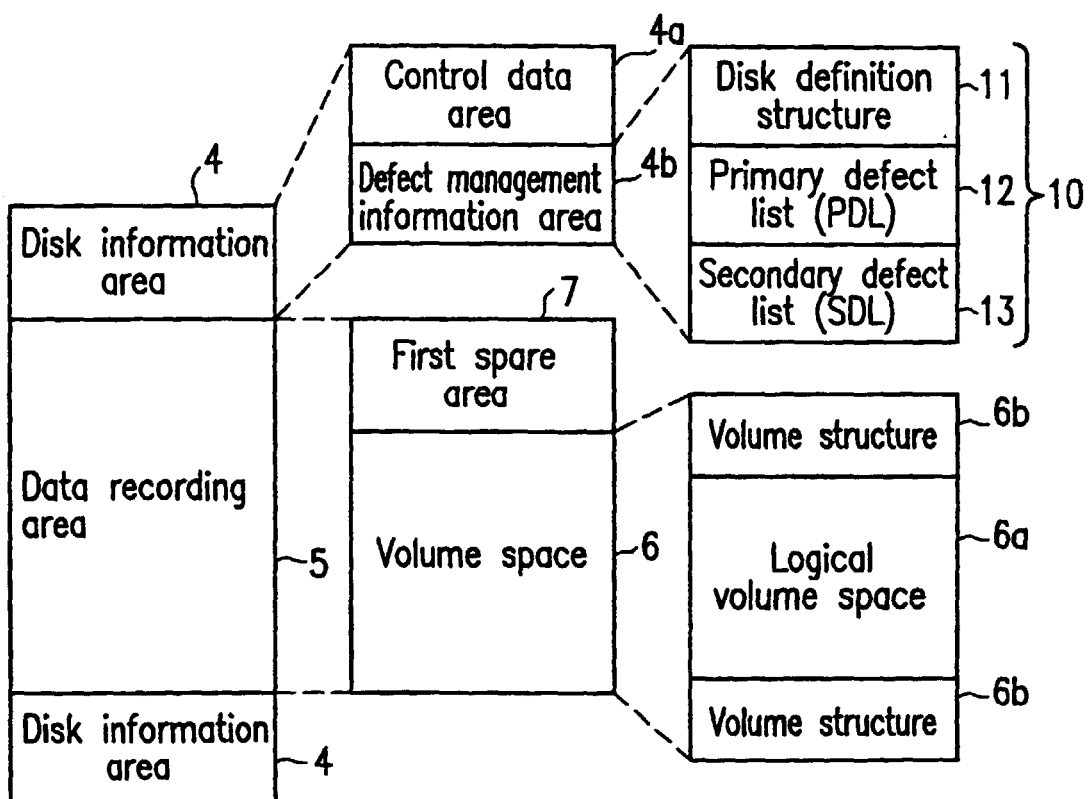 4
Disk information
area
Data recording
area
5
Disk information
area
4
4a
Control data
area
Defect management
information area
4b
7
First spare
area
Volume space
6
Disk definition
structure
11
Primary defect
list (PDL)
12
Secondary defect
list (SDL)
13
10
Volume structure
6b
Logical
volume space
6a
Volume structure
6b